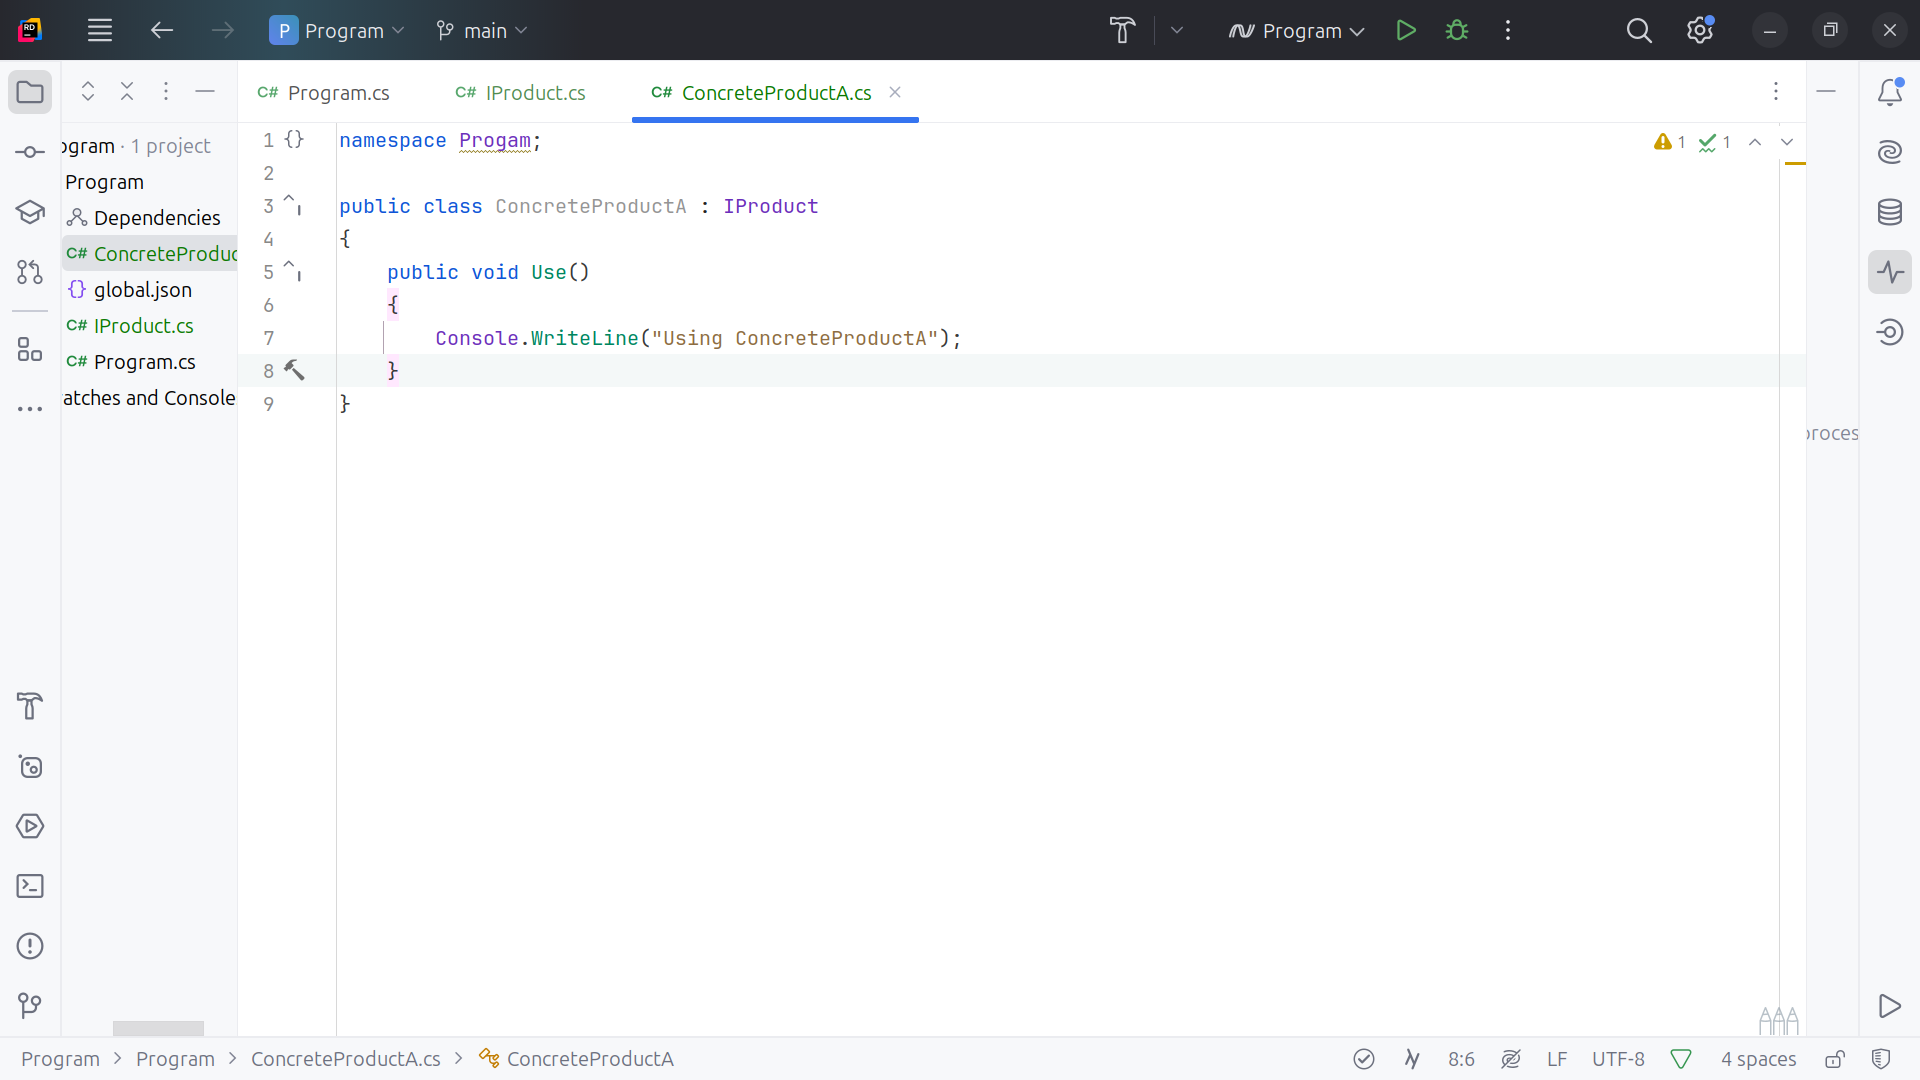 P Program main Program
Program.cs IProduct.cs ConcreteProductA.cs
ogram · 1 project
Program
Dependencies
ConcreteProduc
global.json
IProduct.cs
Program.cs
atches and Console
1 {} namespace Progam;
2
3 public class ConcreteProductA : IProduct
4 {
5 public void Use()
6 {
7 Console.WriteLine("Using ConcreteProductA");
8 }
9 }
1 1
proces
Program > Program > ConcreteProductA.cs > ConcreteProductA 8:6 LF UTF-8 4 spaces